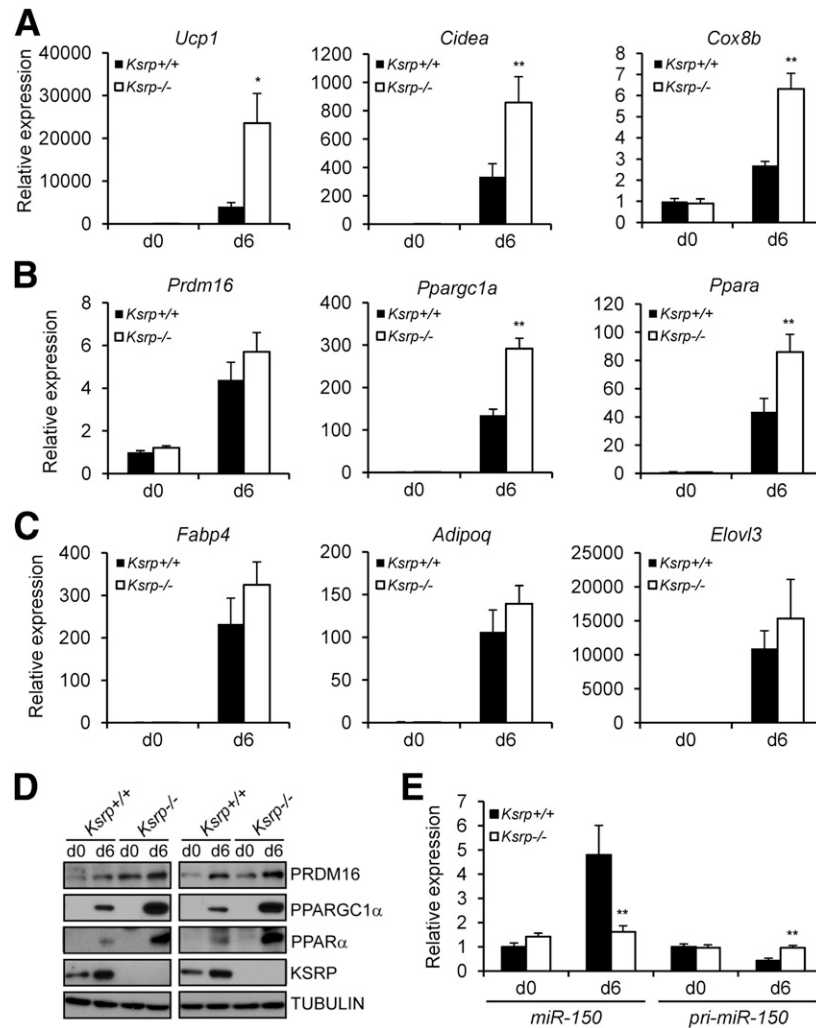 A
Ucp1
Relative expression
40000
30000
20000
10000
0
Ksrp+/+
Ksrp-/-
*
d0 d6
Cidea
1200
1000
800
600
400
200
0
Ksrp+/+
Ksrp-/-
**
d0 d6
Cox8b
8
7
6
5
4
3
2
1
0
Ksrp+/+
Ksrp-/-
**
d0 d6
B
Prdm16
Relative expression
8
6
4
2
0
Ksrp+/+
Ksrp-/-
d0 d6
Ppargc1a
400
300
200
100
0
Ksrp+/+
Ksrp-/-
**
d0 d6
Ppara
120
100
80
60
40
20
0
Ksrp+/+
Ksrp-/-
**
d0 d6
C
Fabp4
Relative expression
400
300
200
100
0
Ksrp+/+
Ksrp-/-
d0 d6
Adipoq
200
150
100
50
0
Ksrp+/+
Ksrp-/-
d0 d6
Elovl3
25000
20000
15000
10000
5000
0
Ksrp+/+
Ksrp-/-
d0 d6
D
Ksrp+/+ Ksrp-/- Ksrp+/+ Ksrp-/-
d0 d6 d0 d6 d0 d6 d0 d6
PRDM16
PPARGC1α
PPARα
KSRP
TUBULIN
E
Relative expression
7
6
5
4
3
2
1
0
Ksrp+/+
Ksrp-/-
**
**
d0 d6 d0 d6
miR-150 pri-miR-150